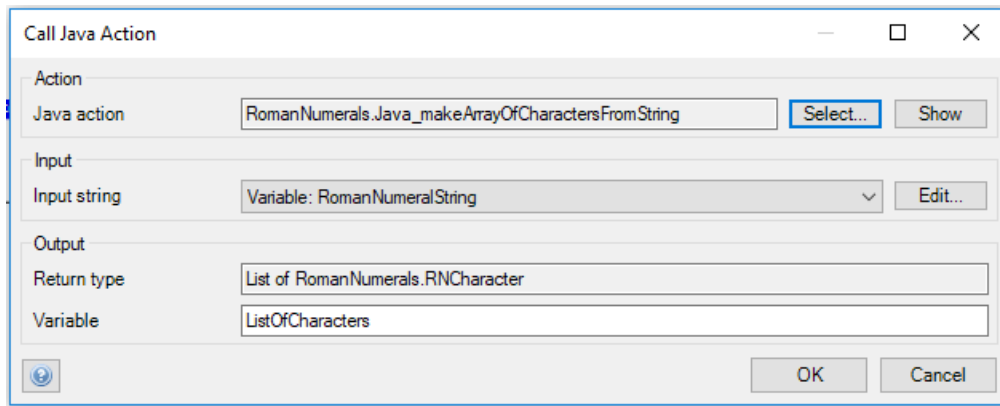 Call Java Action
Action
Java action RomanNumerals.Java_makeArrayOfCharactersFromString Select... Show
Input
Input string Variable: RomanNumeralString Edit...
Output
Return type List of RomanNumerals.RNCharacter
Variable ListOfCharacters
? OK Cancel